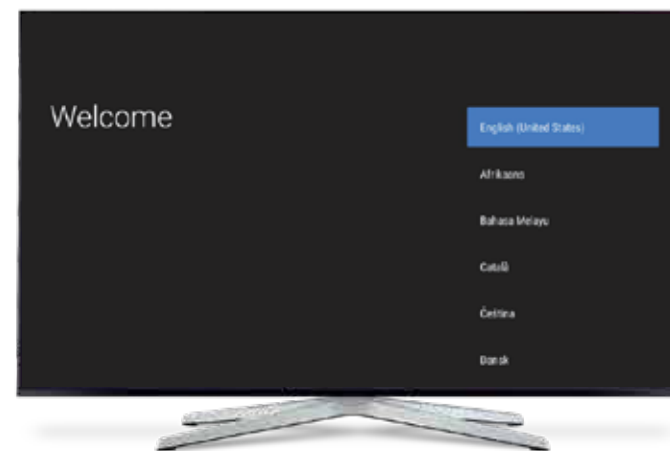 Welcome
English (United States)
Afrikaans
Bahasa Melayu
Català
Čeština
Dansk